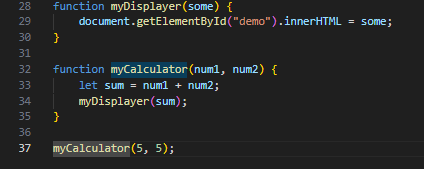 28 function myDisplayer(some) {
29     document.getElementById("demo").innerHTML = some;
30 }
31
32 function myCalculator(num1, num2) {
33     let sum = num1 + num2;
34     myDisplayer(sum);
35 }
36
37 myCalculator(5, 5);